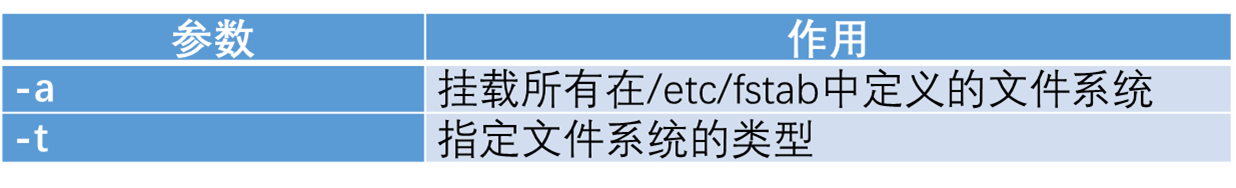 参数 作用
-a 挂载所有在/etc/fstab中定义的文件系统
-t 指定文件系统的类型